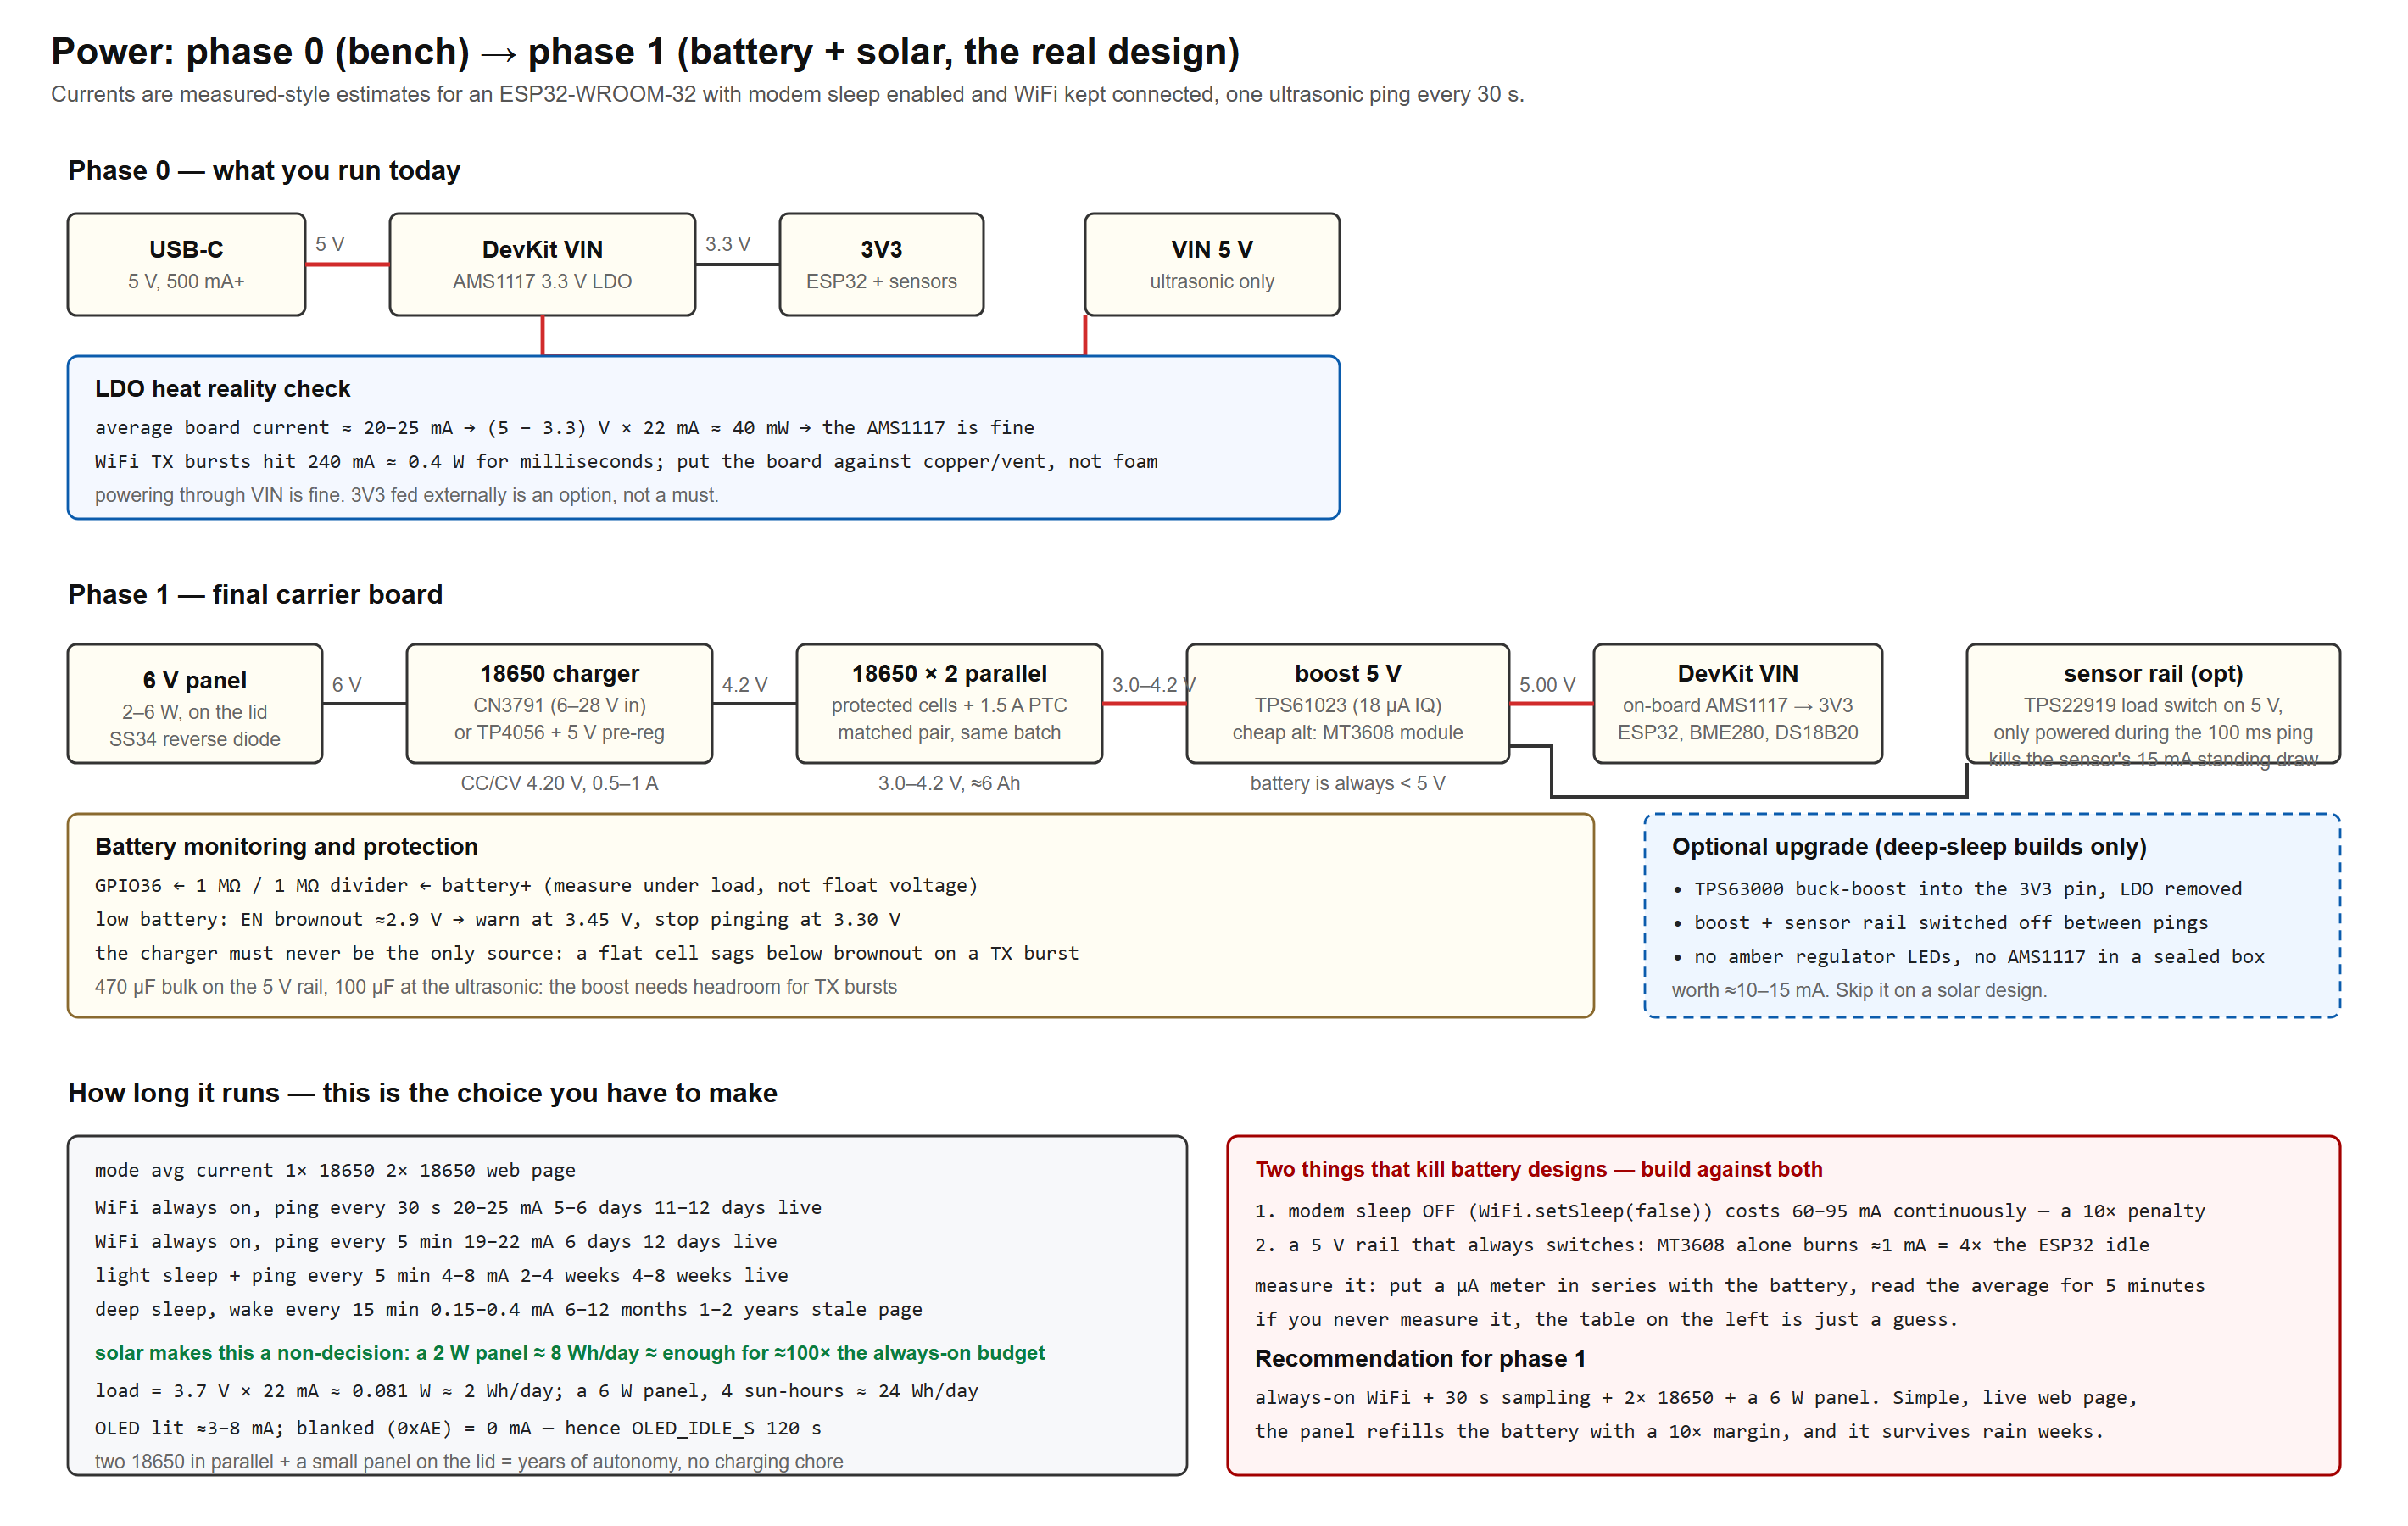 Power: phase 0 (bench) → phase 1 (battery + solar, the real design)
Currents are measured-style estimates for an ESP32-WROOM-32 with modem sleep enabled and WiFi kept connected, one ultrasonic ping every 30 s.
Phase 0 — what you run today
USB-C
5 V, 500 mA+
5 V
DevKit VIN
AMS1117 3.3 V LDO
3.3 V
3V3
ESP32 + sensors
VIN 5 V
ultrasonic only
LDO heat reality check
average board current ≈ 20–25 mA → (5 − 3.3) V × 22 mA ≈ 40 mW → the AMS1117 is fine
WiFi TX bursts hit 240 mA ≈ 0.4 W for milliseconds; put the board against copper/vent, not foam
powering through VIN is fine. 3V3 fed externally is an option, not a must.
Phase 1 — final carrier board
6 V panel
2–6 W, on the lid
SS34 reverse diode
6 V
18650 charger
CN3791 (6–28 V in)
or TP4056 + 5 V pre-reg
CC/CV 4.20 V, 0.5–1 A
4.2 V
18650 × 2 parallel
protected cells + 1.5 A PTC
matched pair, same batch
3.0–4.2 V, ≈6 Ah
3.0–4.2 V
boost 5 V
TPS61023 (18 µA IQ)
cheap alt: MT3608 module
battery is always < 5 V
5.00 V
DevKit VIN
on-board AMS1117 → 3V3
ESP32, BME280, DS18B20
sensor rail (opt)
TPS22919 load switch on 5 V,
only powered during the 100 ms ping
kills the sensor's 15 mA standing draw
Battery monitoring and protection
GPIO36 ← 1 MΩ / 1 MΩ divider ← battery+ (measure under load, not float voltage)
low battery: EN brownout ≈2.9 V → warn at 3.45 V, stop pinging at 3.30 V
the charger must never be the only source: a flat cell sags below brownout on a TX burst
470 µF bulk on the 5 V rail, 100 µF at the ultrasonic: the boost needs headroom for TX bursts
Optional upgrade (deep-sleep builds only)
• TPS63000 buck-boost into the 3V3 pin, LDO removed
• boost + sensor rail switched off between pings
• no amber regulator LEDs, no AMS1117 in a sealed box
worth ≈10–15 mA. Skip it on a solar design.
How long it runs — this is the choice you have to make
mode avg current 1× 18650 2× 18650 web page
WiFi always on, ping every 30 s 20–25 mA 5–6 days 11–12 days live
WiFi always on, ping every 5 min 19–22 mA 6 days 12 days live
light sleep + ping every 5 min 4–8 mA 2–4 weeks 4–8 weeks live
deep sleep, wake every 15 min 0.15–0.4 mA 6–12 months 1–2 years stale page
solar makes this a non-decision: a 2 W panel ≈ 8 Wh/day ≈ enough for ≈100× the always-on budget
load = 3.7 V × 22 mA ≈ 0.081 W ≈ 2 Wh/day; a 6 W panel, 4 sun-hours ≈ 24 Wh/day
OLED lit ≈3–8 mA; blanked (0xAE) = 0 mA — hence OLED_IDLE_S 120 s
two 18650 in parallel + a small panel on the lid = years of autonomy, no charging chore
Two things that kill battery designs — build against both
1. modem sleep OFF (WiFi.setSleep(false)) costs 60–95 mA continuously — a 10× penalty
2. a 5 V rail that always switches: MT3608 alone burns ≈1 mA = 4× the ESP32 idle
measure it: put a µA meter in series with the battery, read the average for 5 minutes
if you never measure it, the table on the left is just a guess.
Recommendation for phase 1
always-on WiFi + 30 s sampling + 2× 18650 + a 6 W panel. Simple, live web page,
the panel refills the battery with a 10× margin, and it survives rain weeks.